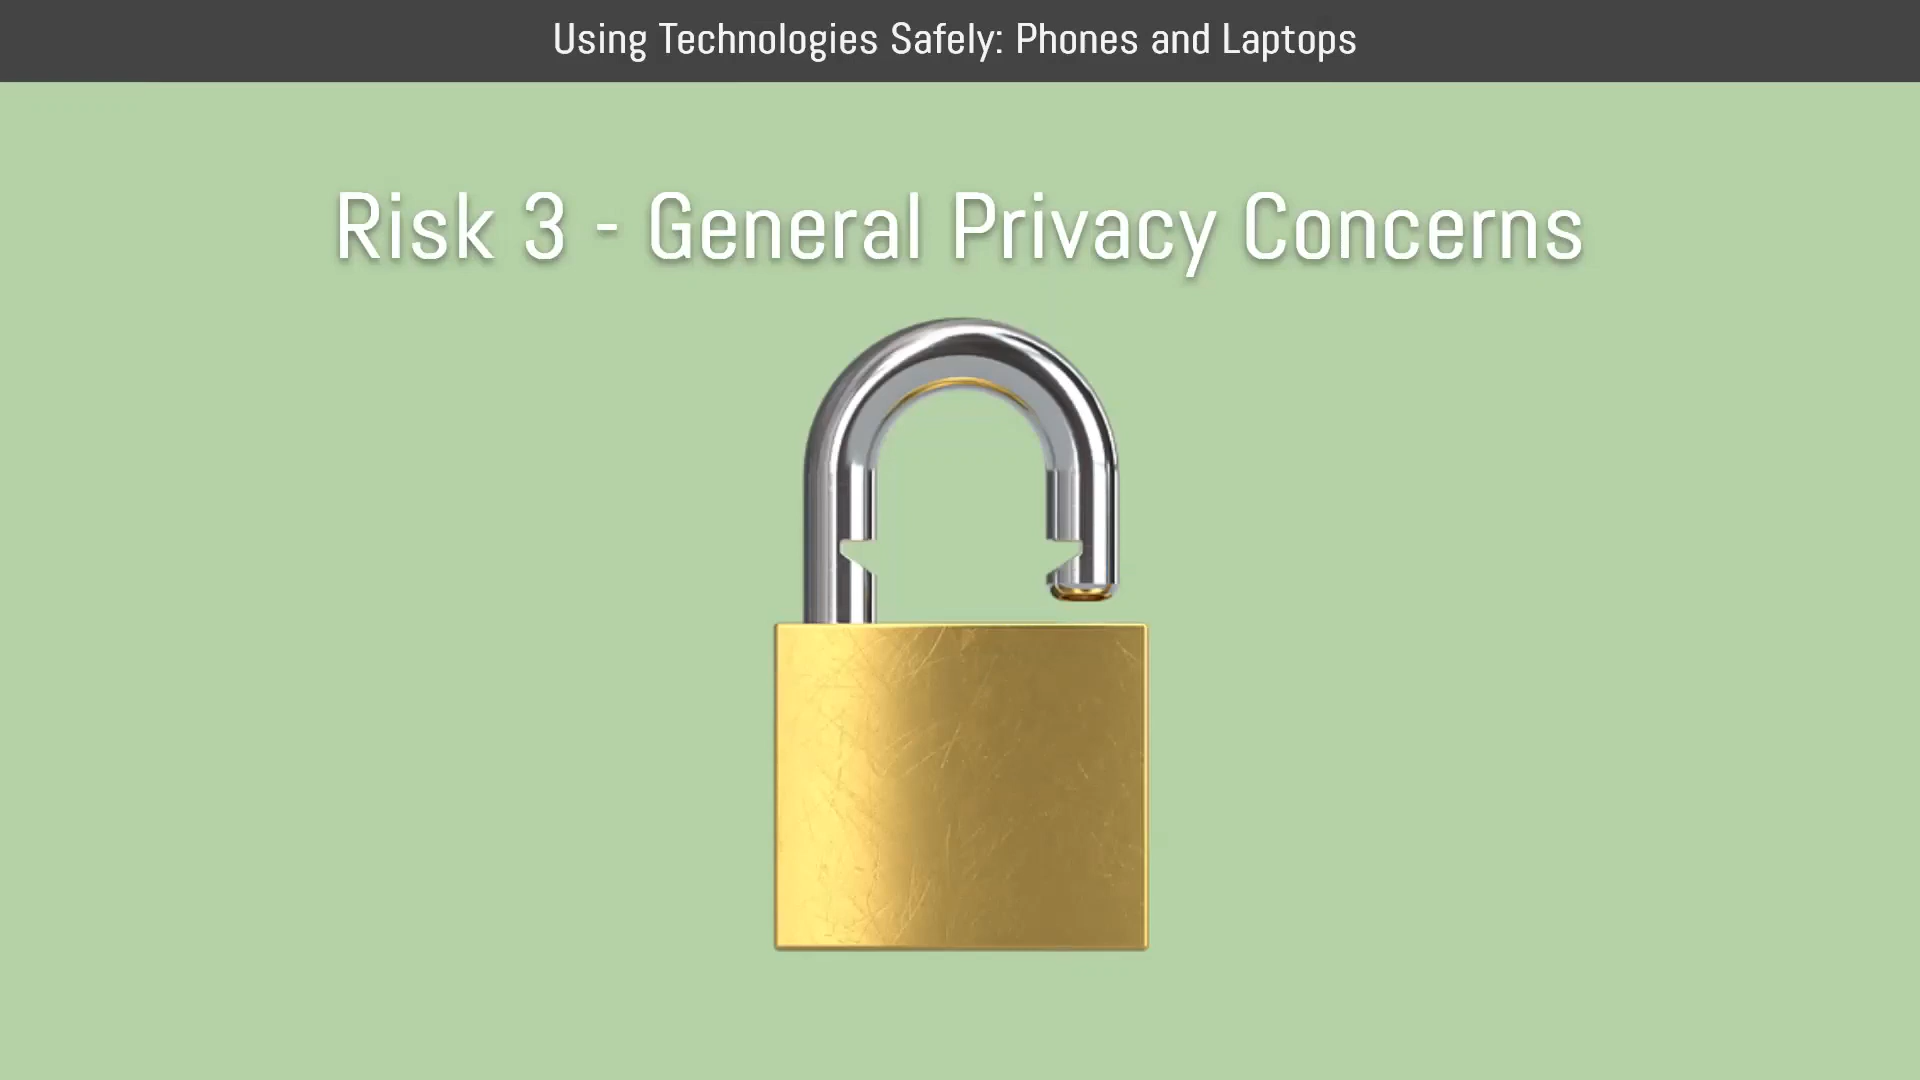 Using Technologies Safely: Phones and Laptops
Risk 3 - General Privacy Concerns